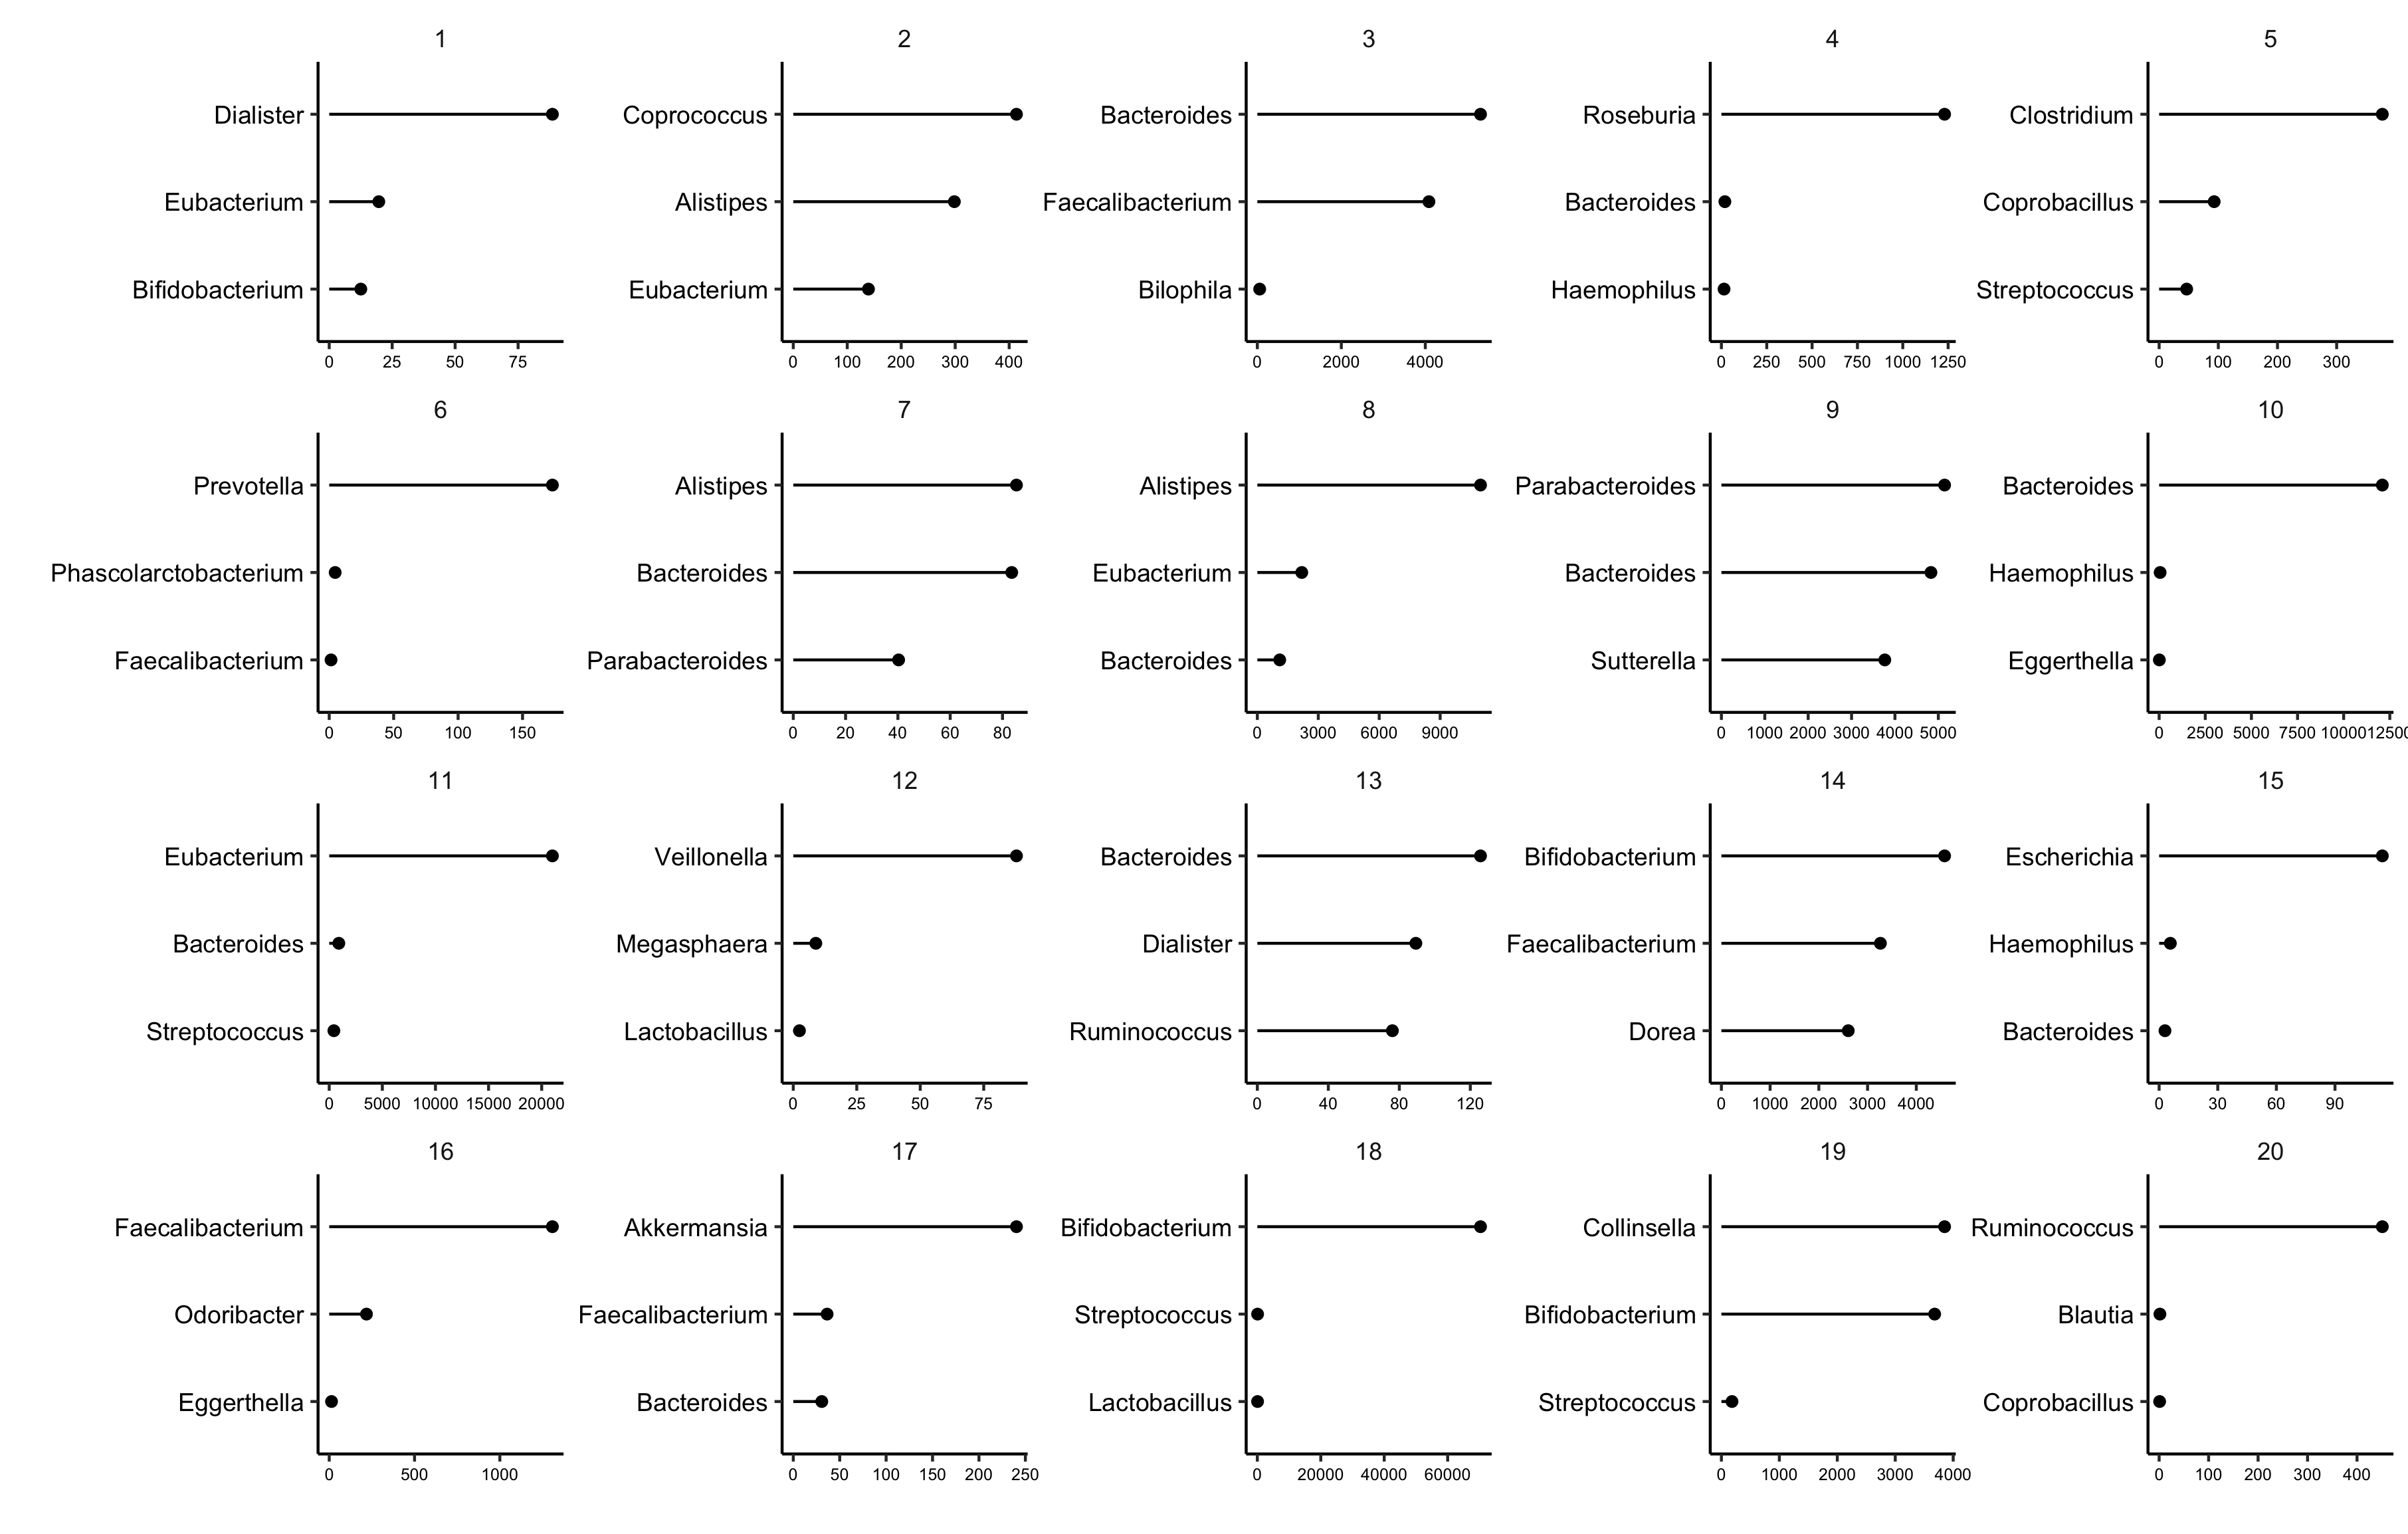 1 2 3 4 5
Dialister Coprococcus Bacteroides Roseburia Clostridium
Eubacterium Alistipes Faecalibacterium Bacteroides Coprobacillus
Bifidobacterium Eubacterium Bilophila Haemophilus Streptococcus
0 25 50 75 0 100 200 300 400 0 2000 4000 0 250 500 750 1000 1250 0 100 200 300
6 7 8 9 10
Prevotella Alistipes Alistipes Parabacteroides Bacteroides
Phascolarctobacterium Bacteroides Eubacterium Bacteroides Haemophilus
Faecalibacterium Parabacteroides Bacteroides Sutterella Eggerthella
0 50 100 150 0 20 40 60 80 0 3000 6000 9000 0 1000 2000 3000 4000 5000 0 2500 5000 7500 10000 12500
11 12 13 14 15
Eubacterium Veillonella Bacteroides Bifidobacterium Escherichia
Bacteroides Megasphaera Dialister Faecalibacterium Haemophilus
Streptococcus Lactobacillus Ruminococcus Dorea Bacteroides
0 5000 10000 15000 20000 0 25 50 75 0 40 80 120 0 1000 2000 3000 4000 0 30 60 90
16 17 18 19 20
Faecalibacterium Akkermansia Bifidobacterium Collinsella Ruminococcus
Odoribacter Faecalibacterium Streptococcus Bifidobacterium Blautia
Eggerthella Bacteroides Lactobacillus Streptococcus Coprobacillus
0 500 1000 0 50 100 150 200 250 0 20000 40000 60000 0 1000 2000 3000 4000 0 100 200 300 400